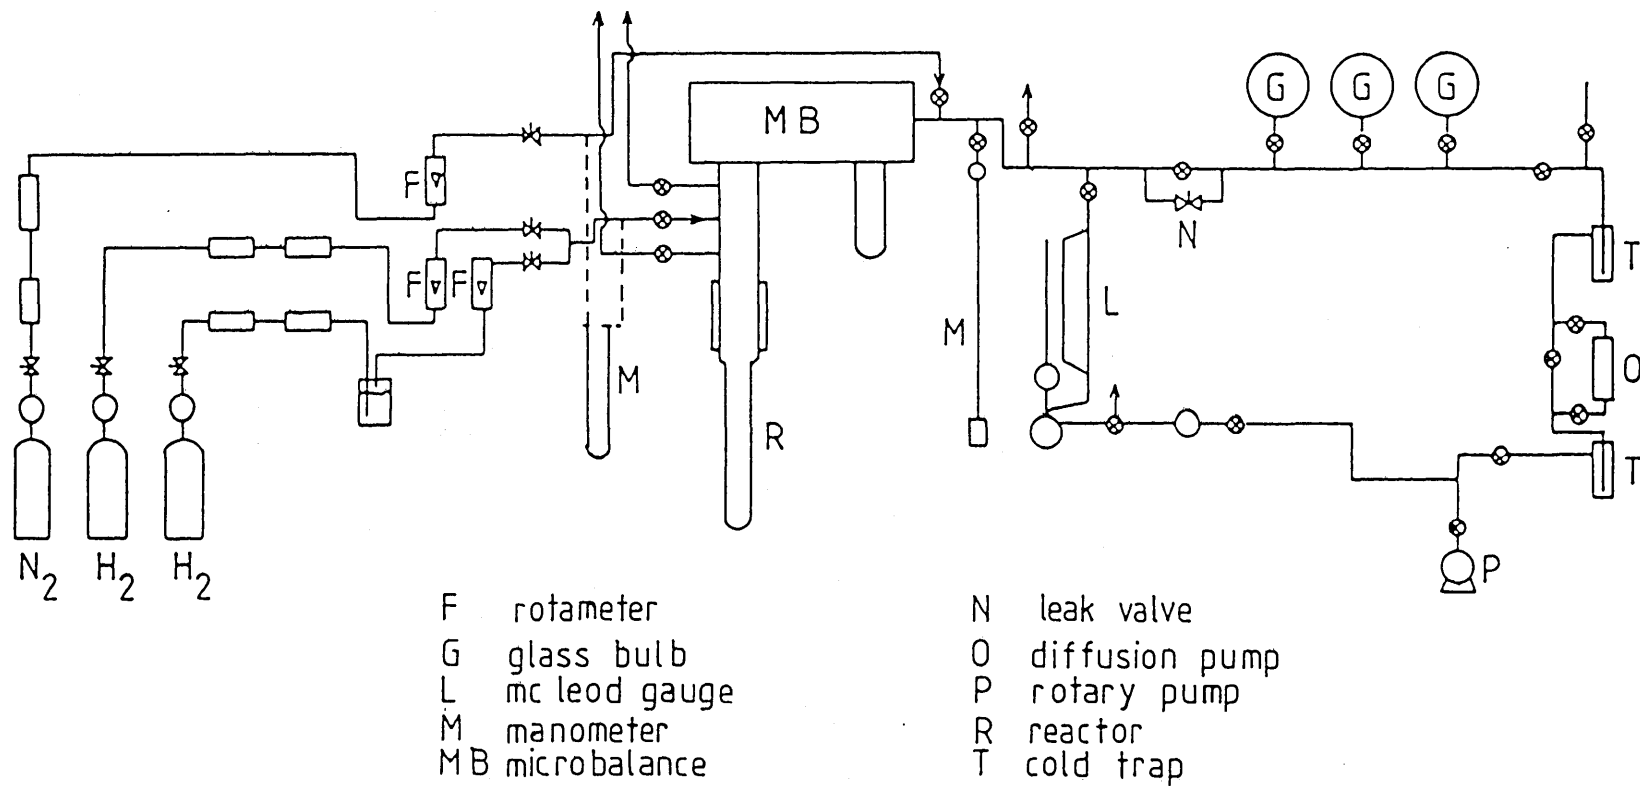 MB
G G G
F
N
T
F F
L
M
M
O
R
T
P
N2 H2 H2
F rotameter
G glass bulb
L mc leod gauge
M manometer
MB microbalance
N leak valve
O diffusion pump
P rotary pump
R reactor
T cold trap